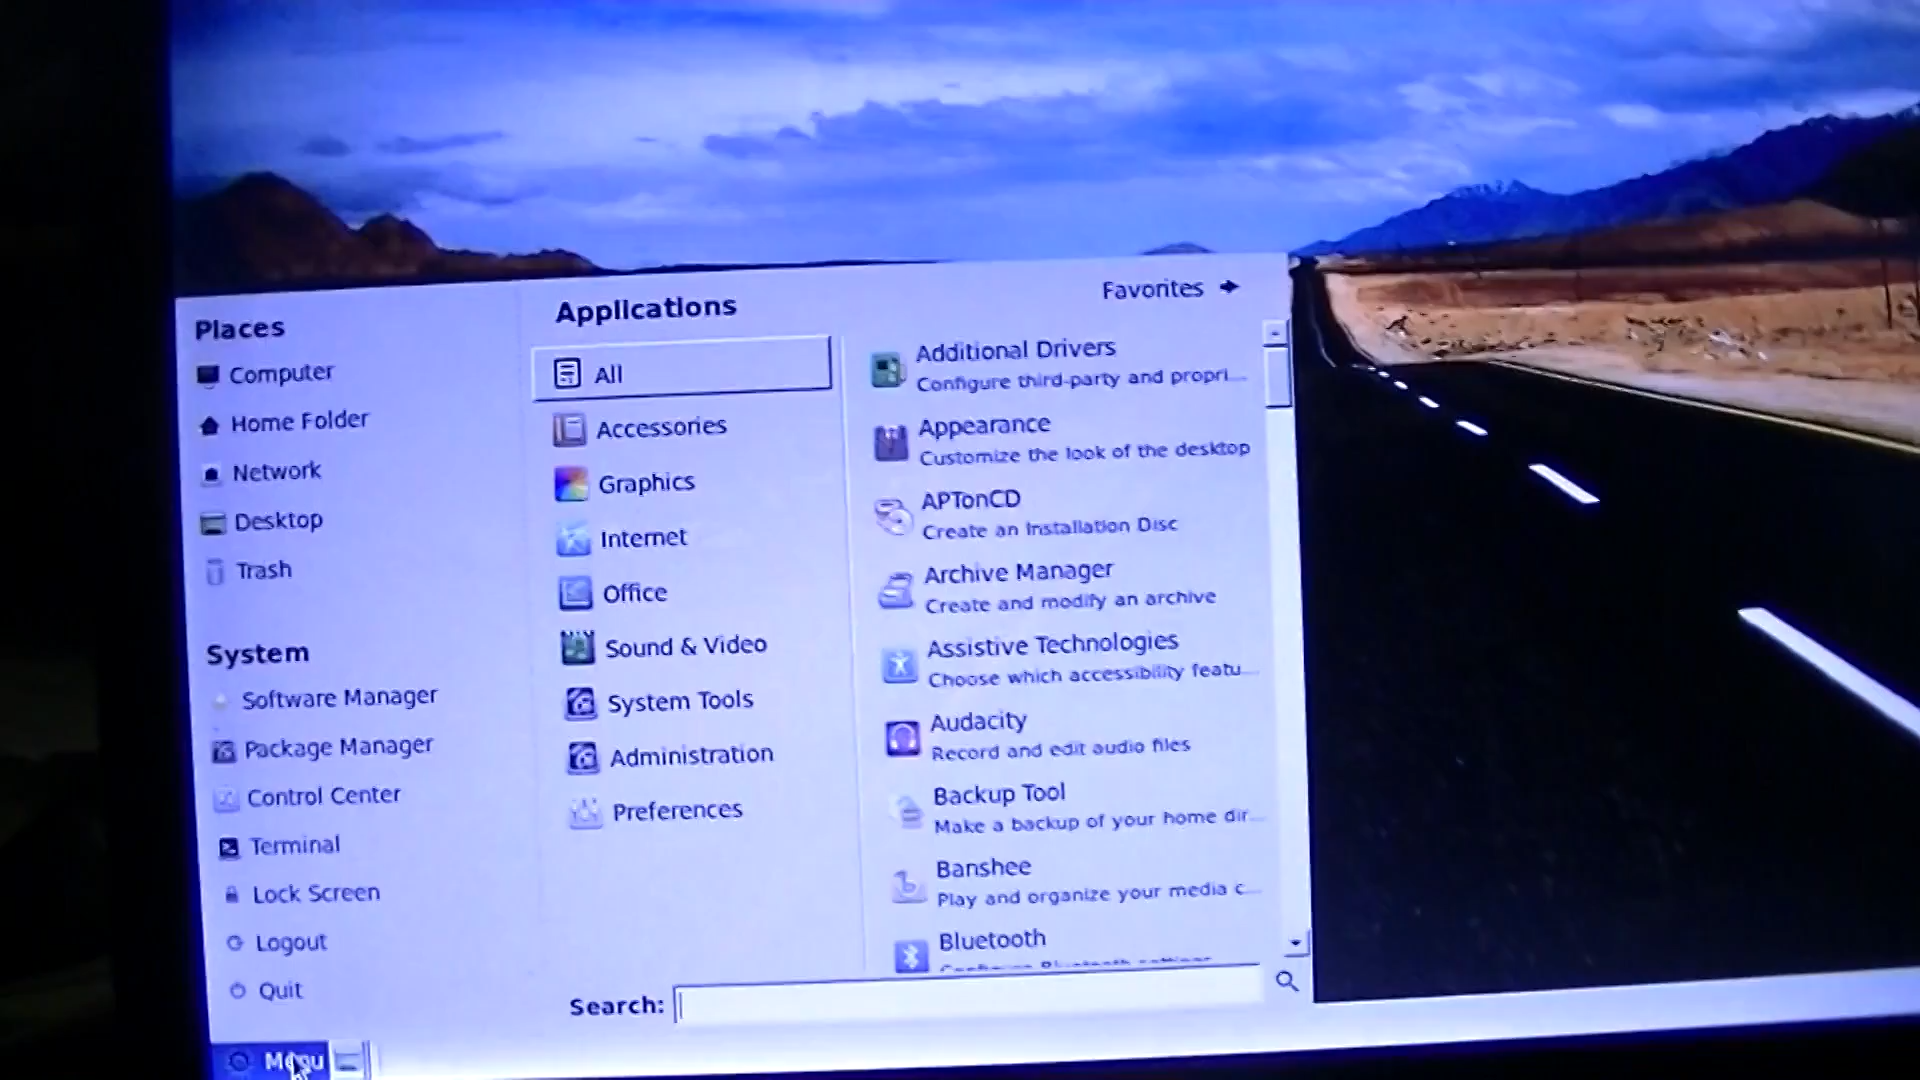 Places
Computer
Home Folder
Network
Desktop
Trash
System
Software Manager
Package Manager
Control Center
Terminal
Lock Screen
Logout
Quit
Applications
Favorites
All
Accessories
Graphics
Internet
Office
Sound & Video
System Tools
Administration
Preferences
Additional Drivers
Configure third-party and propri...
Appearance
Customize the look of the desktop
APTonCD
Create an Installation Disc
Archive Manager
Create and modify an archive
Assistive Technologies
Choose which accessibility featu...
Audacity
Record and edit audio files
Backup Tool
Make a backup of your home dir...
Banshee
Play and organize your media c...
Bluetooth
Configure Bluetooth settings
Search:
Menu